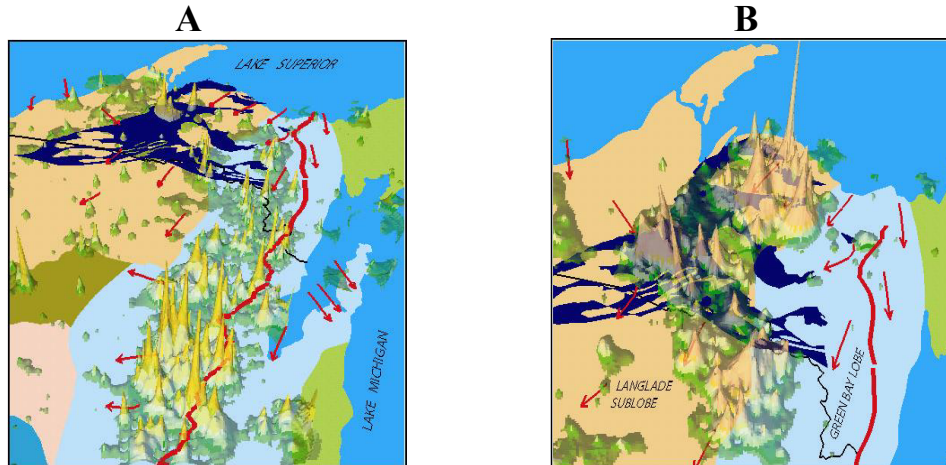 A
B
LAKE SUPERIOR
LAKE MICHIGAN
LANGLADE
SUBLOBE
GREEN BAY LOBE